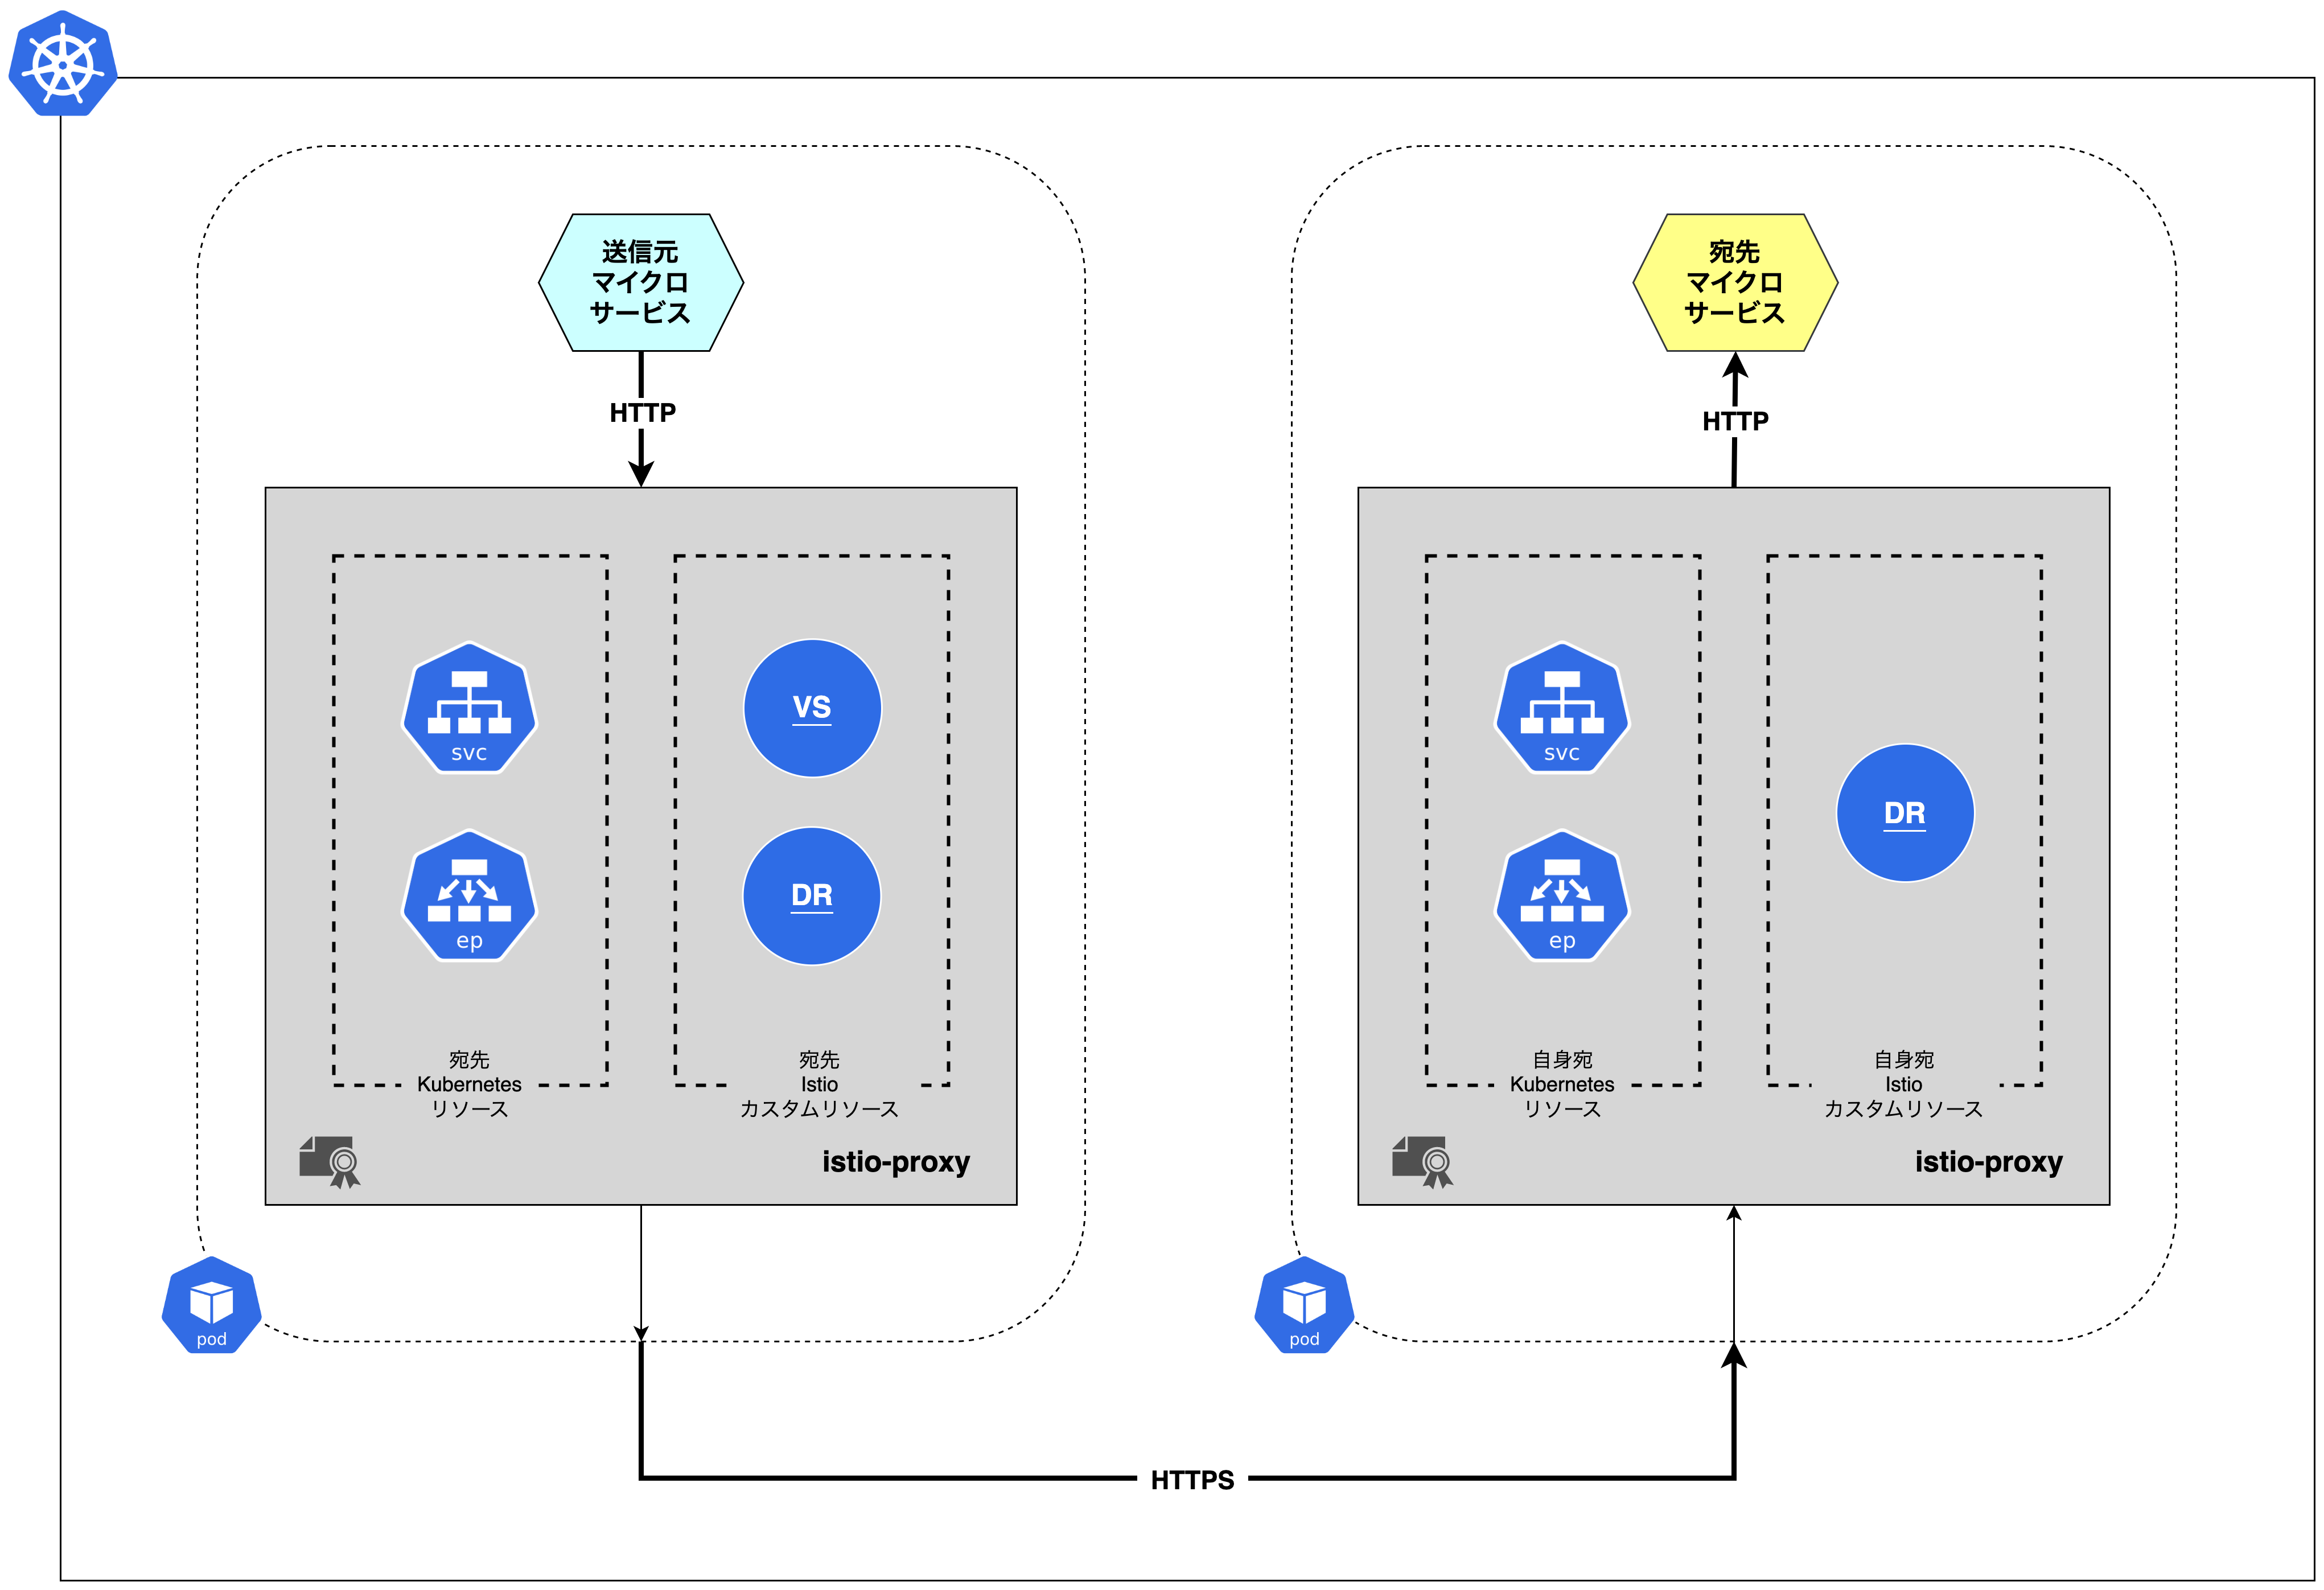 送信元
マイクロ
サービス
HTTP
svc
ep
宛先
Kubernetes
リソース
VS
DR
宛先
Istio
カスタムリソース
istio-proxy
pod
宛先
マイクロ
サービス
HTTP
svc
ep
自身宛
Kubernetes
リソース
DR
自身宛
Istio
カスタムリソース
istio-proxy
pod
HTTPS